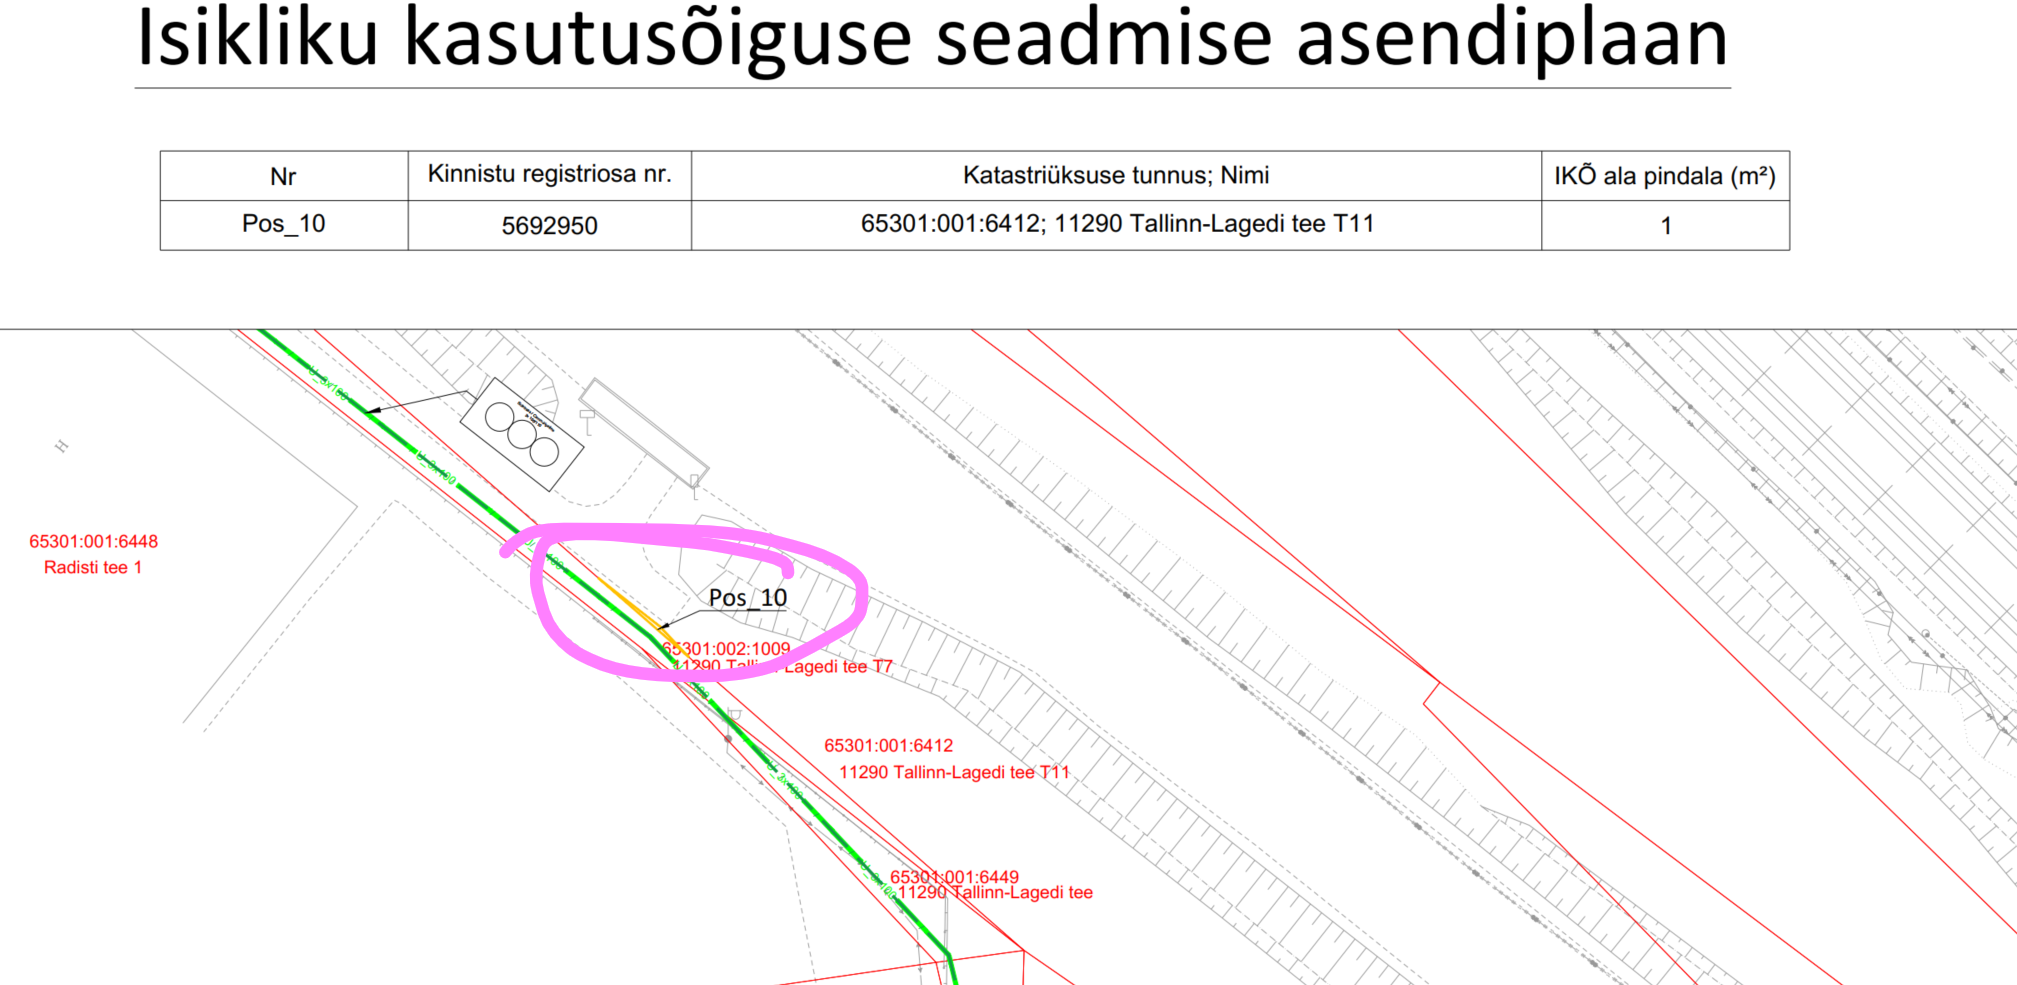 Isikliku kasutusõiguse seadmise asendiplaan
Nr
Kinnistu registriosa nr.
Katastriüksuse tunnus; Nimi
IKÕ ala pindala (m²)
Pos_10
5692950
65301:001:6412; 11290 Tallinn-Lagedi tee T11
1
H
65301:001:6448
Radisti tee 1
Pos_10
65301:002:1009
11290 Tallinn-Lagedi tee T7
65301:001:6412
11290 Tallinn-Lagedi tee T11
65301:001:6449
11290 Tallinn-Lagedi tee